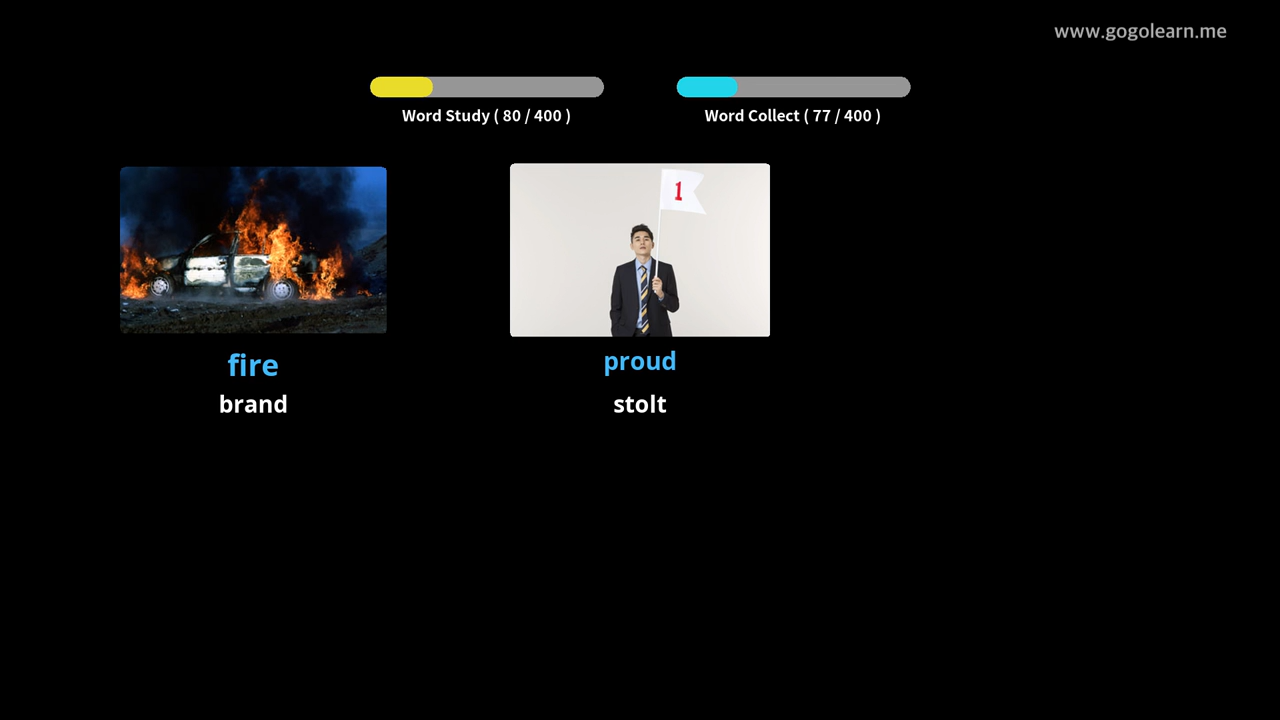 www.gogolearn.me
Word Study ( 80 / 400 )
Word Collect ( 77 / 400 )
1
fire
proud
brand
stolt